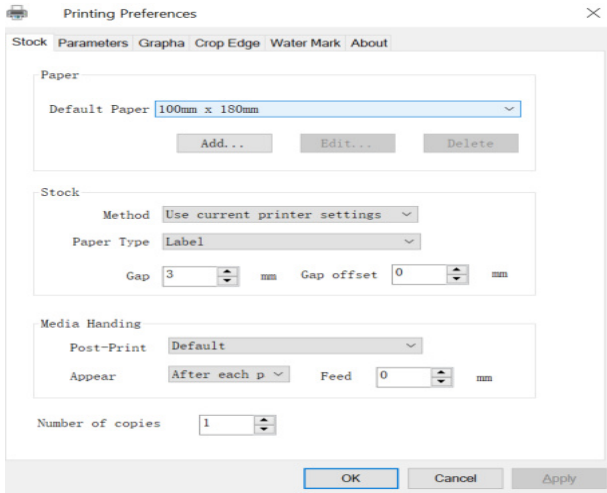 Printing Preferences
Stock Parameters Grapha Crop Edge Water Mark About
Paper
Default Paper 100mm x 180mm
Add... Edit... Delete
Stock
Method Use current printer settings
Paper Type Label
Gap 3 mm Gap offset 0 mm
Media Handing
Post-Print Default
Appear After each p Feed 0 mm
Number of copies 1
OK Cancel Apply